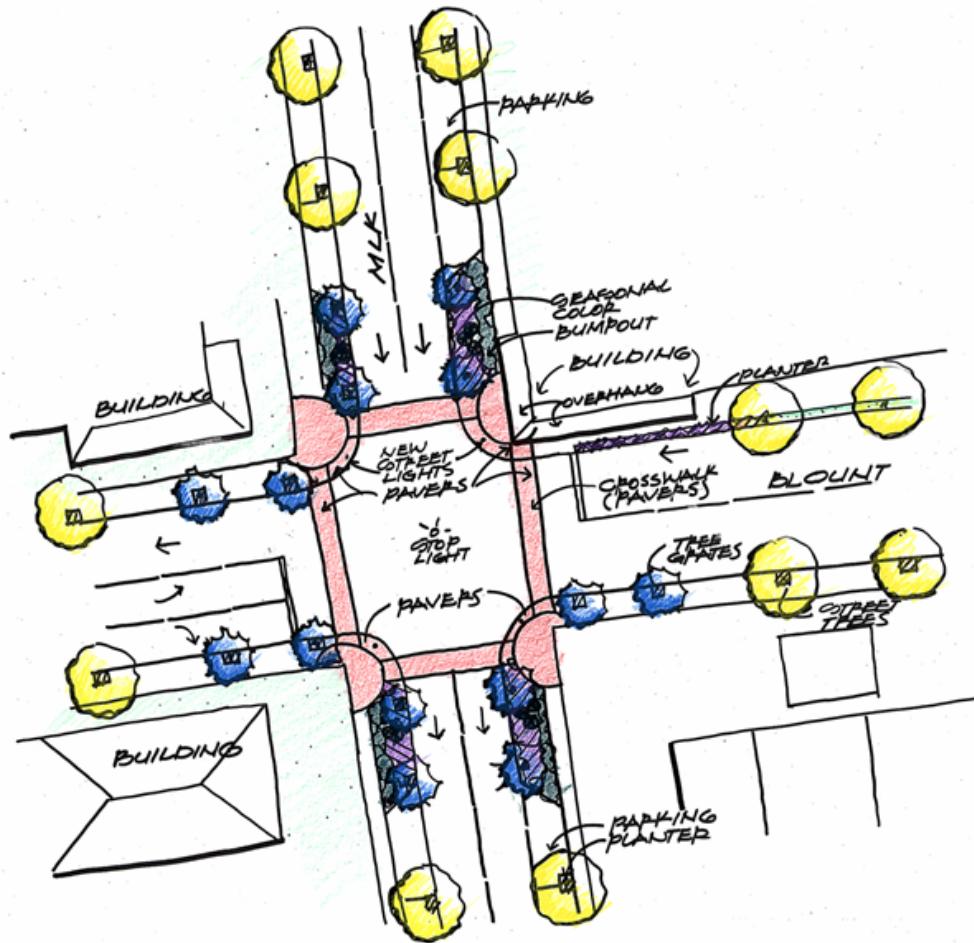 PARKING
MLK
SEASONAL
COLOR
BUMPOUT
BUILDING
PLANTER
BUILDING
OVERHANG
NEW
STREET
LIGHTS
PAVERS
CROSSWALK
(PAVERS)
BLOUNT
STOP
LIGHT
TREE
GRATES
PAVERS
STREET
TREES
BUILDING
PARKING
PLANTER